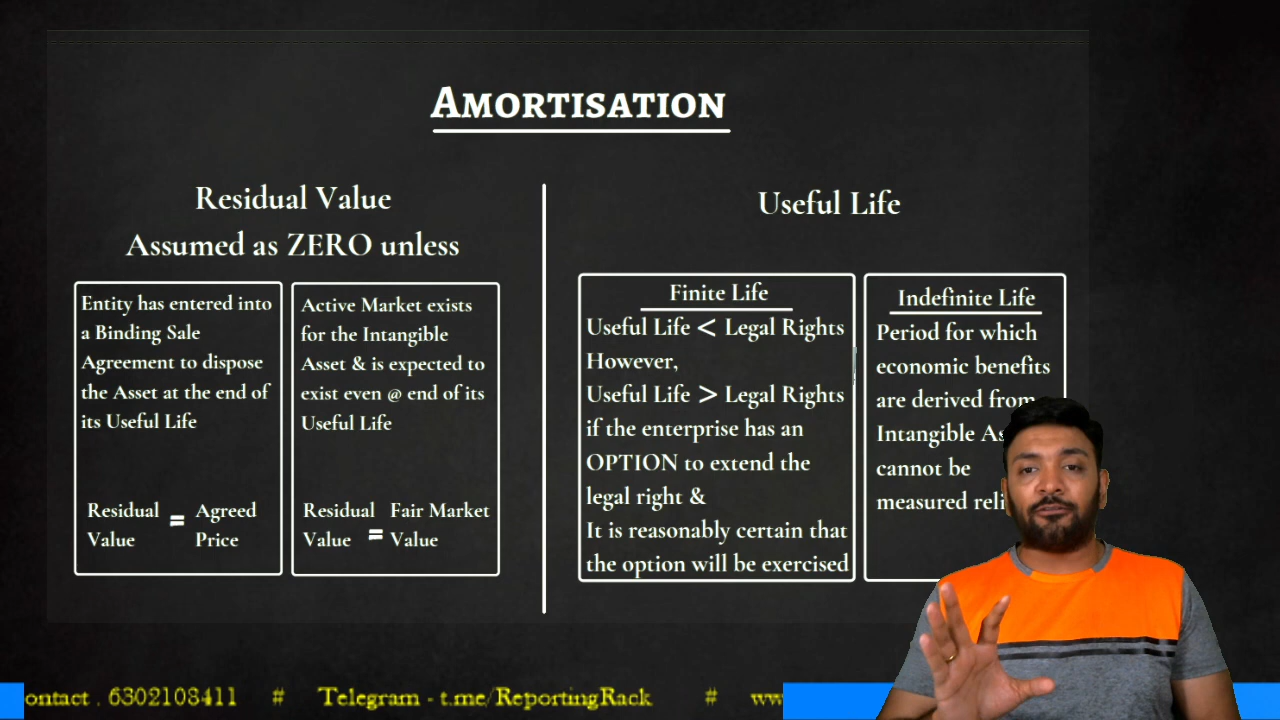 AMORTISATION
Residual Value
Assumed as ZERO unless
Entity has entered into
a Binding Sale
Agreement to dispose
the Asset at the end of
its Useful Life
Residual Value = Agreed Price
Active Market exists
for the Intangible
Asset & is expected to
exist even @ end of its
Useful Life
Residual Value = Fair Market Value
Useful Life
Finite Life
Useful Life < Legal Rights
However,
Useful Life > Legal Rights
if the enterprise has an
OPTION to extend the
legal right &
It is reasonably certain that
the option will be exercised
Indefinite Life
Period for which
economic benefits
are derived from
Intangible
cannot be
measured
ontact . 6302108411 # Telegram - t.me/ReportingRack #